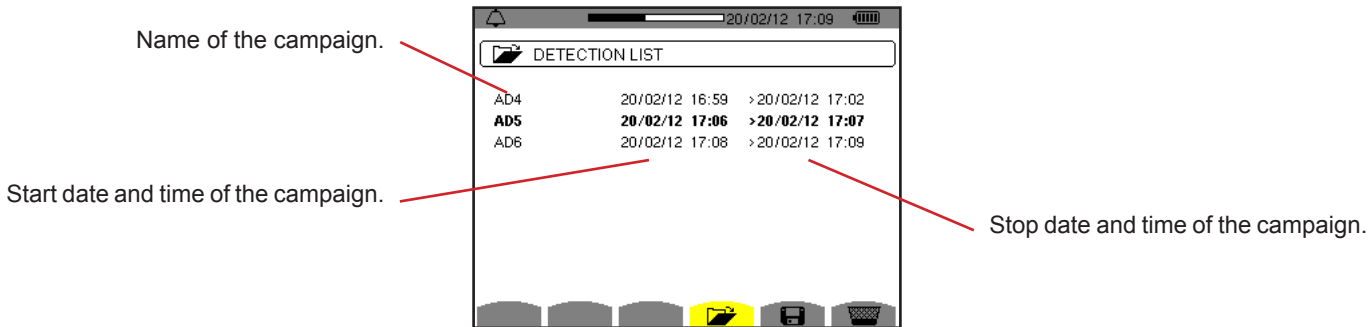 20/02/12 17:09
Name of the campaign.
DETECTION LIST
AD4 20/02/12 16:59 >20/02/12 17:02
AD5 20/02/12 17:06 >20/02/12 17:07
AD6 20/02/12 17:08 >20/02/12 17:09
Start date and time of the campaign.
Stop date and time of the campaign.